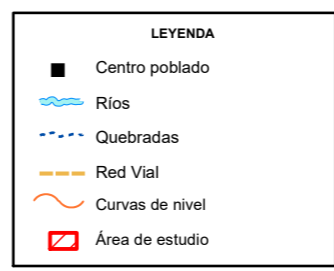 LEYENDA
Centro poblado
Ríos
Quebradas
Red Vial
Curvas de nivel
Área de estudio